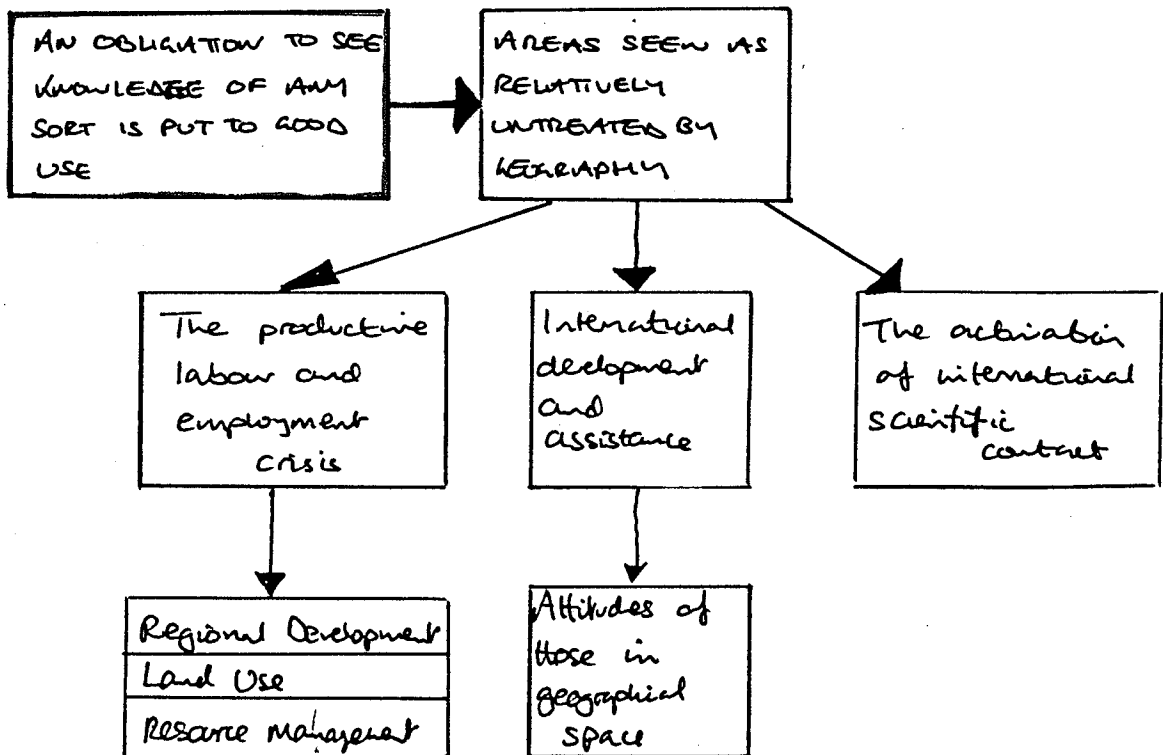 AN OBLIGATION TO SEE
KNOWLEDGE OF ANY
SORT IS PUT TO GOOD
USE
AREAS SEEN AS
RELATIVELY
UNTREATED BY
GEOGRAPHY
The productive
labour and
employment
crisis
International
development
and
assistance
The activation
of international
scientific
contact
Regional Development
Land Use
Resource Management
Attitudes of
those in
geographical
space